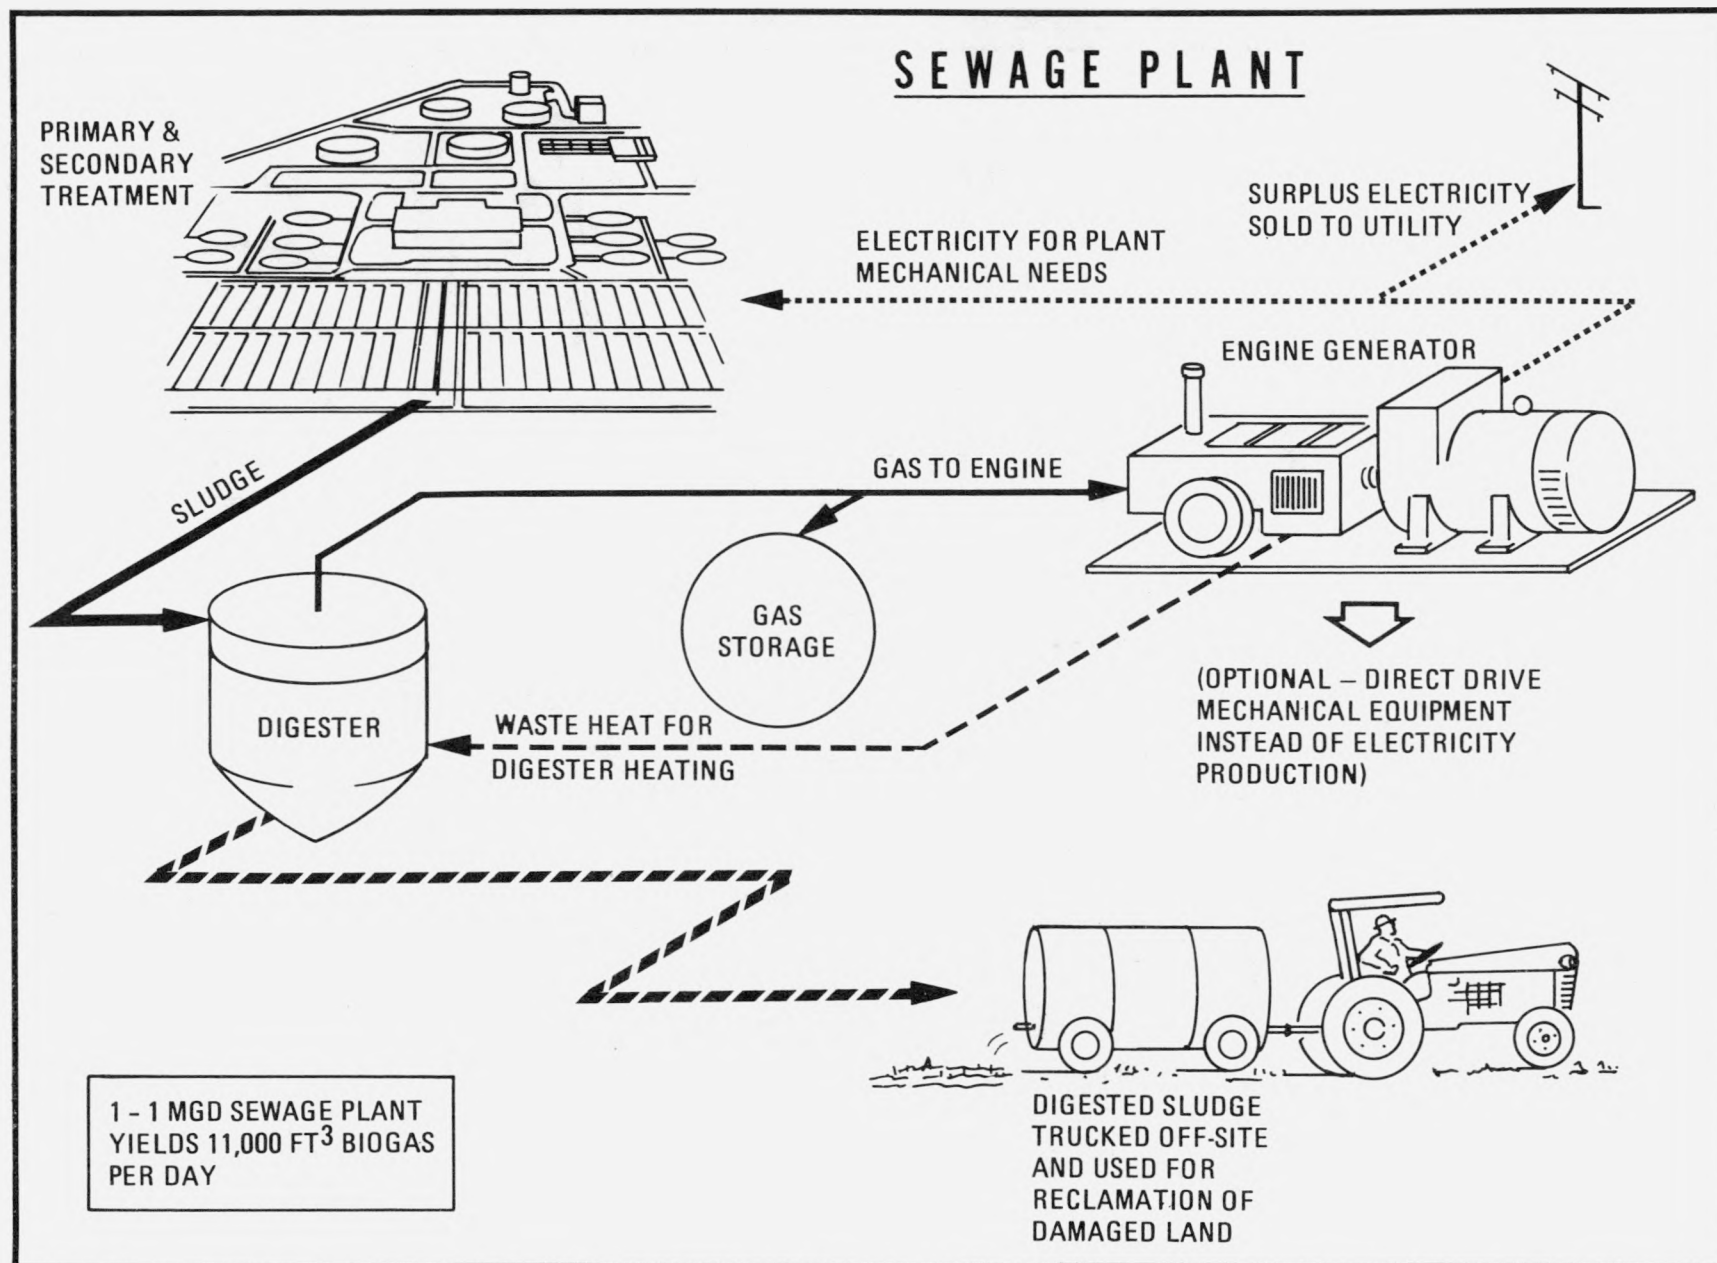 SEWAGE PLANT
PRIMARY &
SECONDARY
TREATMENT
SURPLUS ELECTRICITY
SOLD TO UTILITY
ELECTRICITY FOR PLANT
MECHANICAL NEEDS
ENGINE GENERATOR
GAS TO ENGINE
SLUDGE
GAS
STORAGE
DIGESTER
WASTE HEAT FOR
DIGESTER HEATING
(OPTIONAL – DIRECT DRIVE
MECHANICAL EQUIPMENT
INSTEAD OF ELECTRICITY
PRODUCTION)
1 - 1 MGD SEWAGE PLANT
YIELDS 11,000 FT³ BIOGAS
PER DAY
DIGESTED SLUDGE
TRUCKED OFF-SITE
AND USED FOR
RECLAMATION OF
DAMAGED LAND